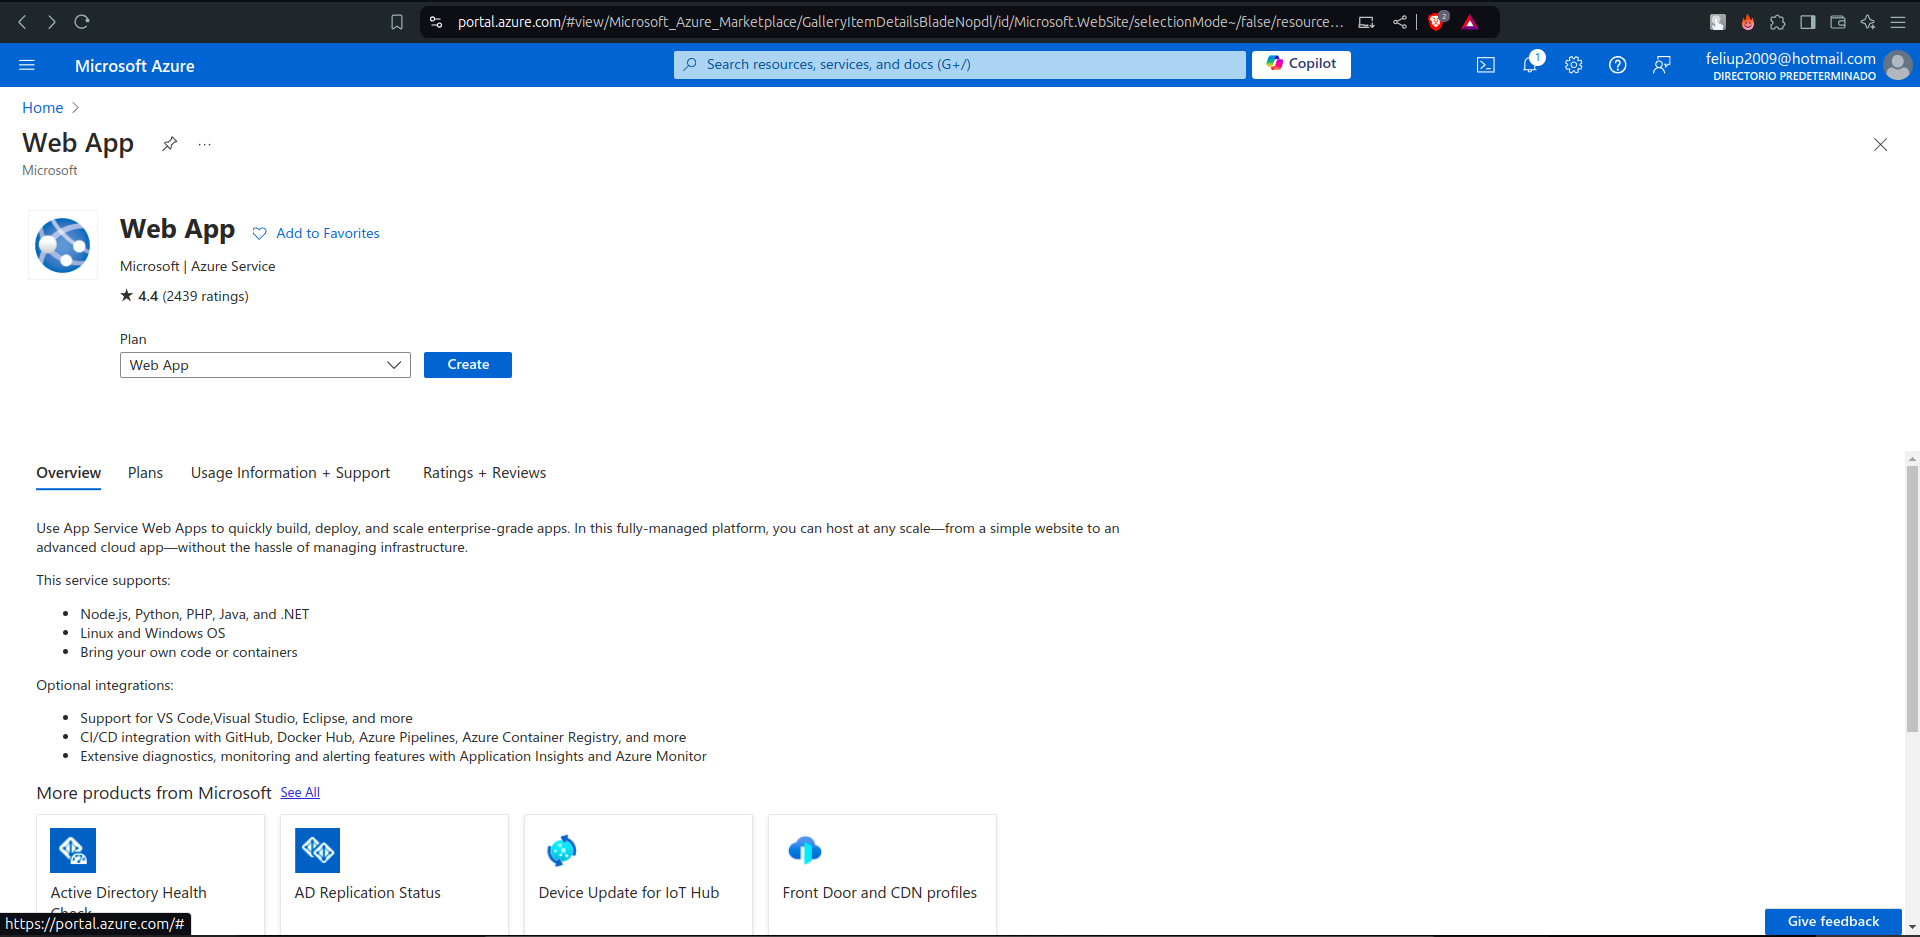 portal.azure.com/#view/Microsoft_Azure_Marketplace/GalleryItemDetailsBladeNopdl/id/Microsoft.WebSite/selectionMode~/false/resource...
2
Microsoft Azure
Search resources, services, and docs (G+/)
Copilot
1
feliup2009@hotmail.com
DIRECTORIO PREDETERMINADO
Home
Web App
Microsoft
Web App
Add to Favorites
Microsoft | Azure Service
★ 4.4 (2439 ratings)
Plan
Web App
Create
Overview Plans Usage Information + Support Ratings + Reviews
Use App Service Web Apps to quickly build, deploy, and scale enterprise-grade apps. In this fully-managed platform, you can host at any scale—from a simple website to an
advanced cloud app—without the hassle of managing infrastructure.
This service supports:
• Node.js, Python, PHP, Java, and .NET
• Linux and Windows OS
• Bring your own code or containers
Optional integrations:
• Support for VS Code,Visual Studio, Eclipse, and more
• CI/CD integration with GitHub, Docker Hub, Azure Pipelines, Azure Container Registry, and more
• Extensive diagnostics, monitoring and alerting features with Application Insights and Azure Monitor
More products from Microsoft See All
Active Directory Health
Check
AD Replication Status
Device Update for IoT Hub
Front Door and CDN profiles
https://portal.azure.com/#
Give feedback